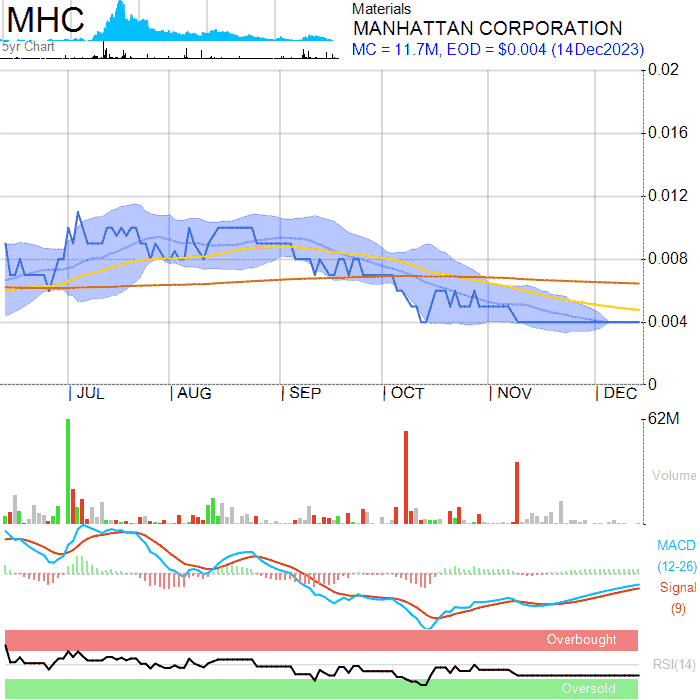 MHC
5yr Chart
Materials
MANHATTAN CORPORATION
MC = 11.7M, EOD = $0.004 (14Dec2023)
0.02
0.016
0.012
0.008
0.004
0
JUL AUG SEP OCT NOV DEC
62M
Volume
MACD
(12-26)
Signal
(9)
Overbought
RSI(14)
Oversold